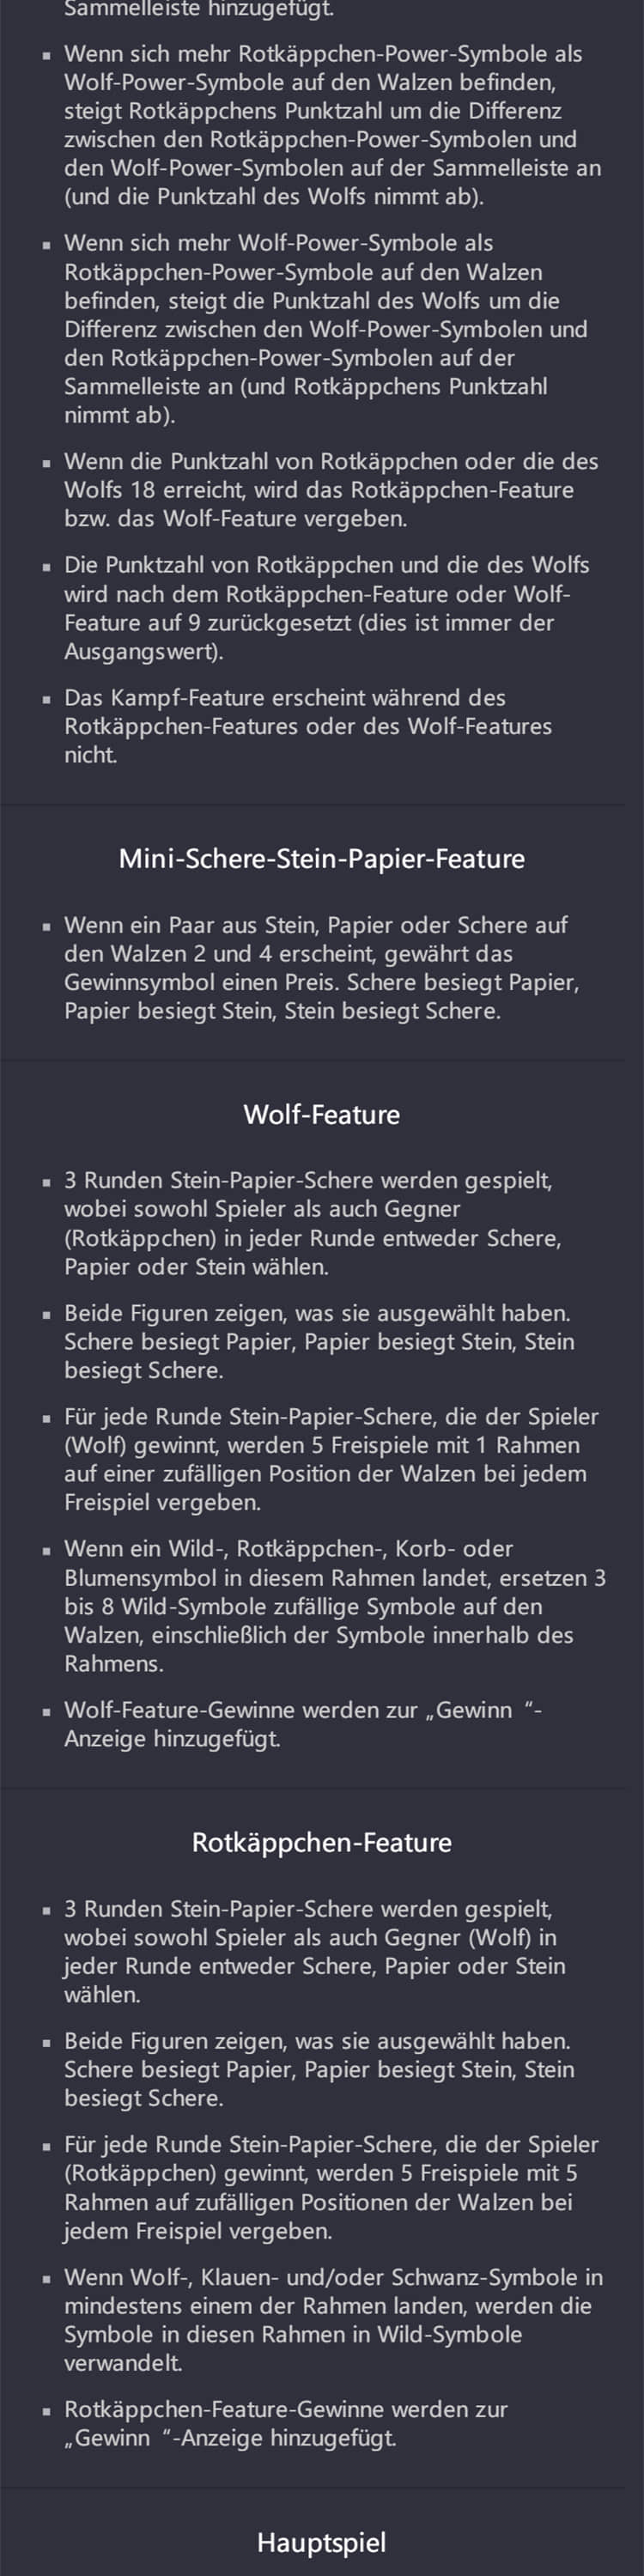 Sammelleiste hinzugefügt.
▪ Wenn sich mehr Rotkäppchen-Power-Symbole als
Wolf-Power-Symbole auf den Walzen befinden,
steigt Rotkäppchens Punktzahl um die Differenz
zwischen den Rotkäppchen-Power-Symbolen und
den Wolf-Power-Symbolen auf der Sammelleiste an
(und die Punktzahl des Wolfs nimmt ab).
▪ Wenn sich mehr Wolf-Power-Symbole als
Rotkäppchen-Power-Symbole auf den Walzen
befinden, steigt die Punktzahl des Wolfs um die
Differenz zwischen den Wolf-Power-Symbolen und
den Rotkäppchen-Power-Symbolen auf der
Sammelleiste an (und Rotkäppchens Punktzahl
nimmt ab).
▪ Wenn die Punktzahl von Rotkäppchen oder die des
Wolfs 18 erreicht, wird das Rotkäppchen-Feature
bzw. das Wolf-Feature vergeben.
▪ Die Punktzahl von Rotkäppchen und die des Wolfs
wird nach dem Rotkäppchen-Feature oder Wolf-
Feature auf 9 zurückgesetzt (dies ist immer der
Ausgangswert).
▪ Das Kampf-Feature erscheint während des
Rotkäppchen-Features oder des Wolf-Features
nicht.
Mini-Schere-Stein-Papier-Feature
▪ Wenn ein Paar aus Stein, Papier oder Schere auf
den Walzen 2 und 4 erscheint, gewährt das
Gewinnsymbol einen Preis. Schere besiegt Papier,
Papier besiegt Stein, Stein besiegt Schere.
Wolf-Feature
▪ 3 Runden Stein-Papier-Schere werden gespielt,
wobei sowohl Spieler als auch Gegner
(Rotkäppchen) in jeder Runde entweder Schere,
Papier oder Stein wählen.
▪ Beide Figuren zeigen, was sie ausgewählt haben.
Schere besiegt Papier, Papier besiegt Stein, Stein
besiegt Schere.
▪ Für jede Runde Stein-Papier-Schere, die der Spieler
(Wolf) gewinnt, werden 5 Freispiele mit 1 Rahmen
auf einer zufälligen Position der Walzen bei jedem
Freispiel vergeben.
▪ Wenn ein Wild-, Rotkäppchen-, Korb- oder
Blumensymbol in diesem Rahmen landet, ersetzen 3
bis 8 Wild-Symbole zufällige Symbole auf den
Walzen, einschließlich der Symbole innerhalb des
Rahmens.
▪ Wolf-Feature-Gewinne werden zur „Gewinn “-
Anzeige hinzugefügt.
Rotkäppchen-Feature
▪ 3 Runden Stein-Papier-Schere werden gespielt,
wobei sowohl Spieler als auch Gegner (Wolf) in
jeder Runde entweder Schere, Papier oder Stein
wählen.
▪ Beide Figuren zeigen, was sie ausgewählt haben.
Schere besiegt Papier, Papier besiegt Stein, Stein
besiegt Schere.
▪ Für jede Runde Stein-Papier-Schere, die der Spieler
(Rotkäppchen) gewinnt, werden 5 Freispiele mit 5
Rahmen auf zufälligen Positionen der Walzen bei
jedem Freispiel vergeben.
▪ Wenn Wolf-, Klauen- und/oder Schwanz-Symbole in
mindestens einem der Rahmen landen, werden die
Symbole in diesen Rahmen in Wild-Symbole
verwandelt.
▪ Rotkäppchen-Feature-Gewinne werden zur
„Gewinn “-Anzeige hinzugefügt.
Hauptspiel